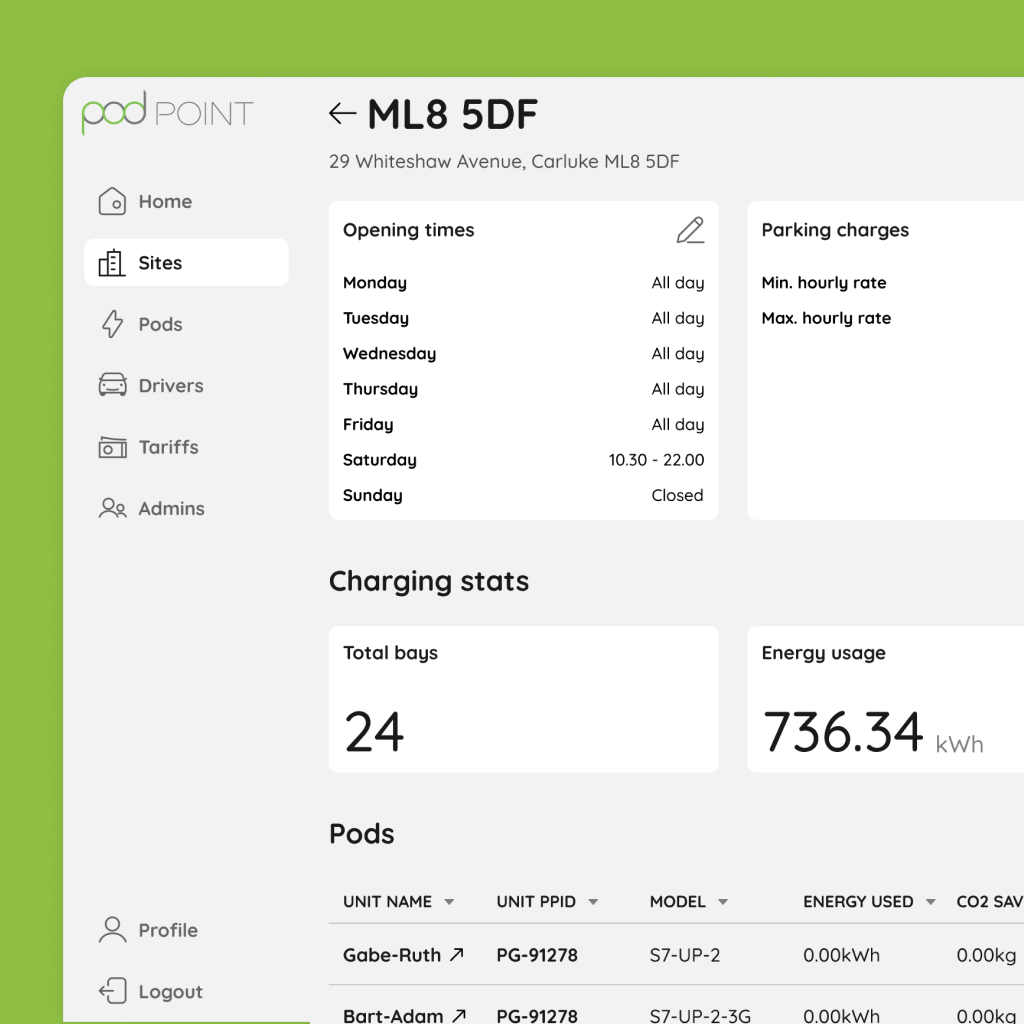 pod POINT
Home
Sites
Pods
Drivers
Tariffs
Admins
Profile
Logout
ML8 5DF
29 Whiteshaw Avenue, Carluke ML8 5DF
Opening times
Monday All day
Tuesday All day
Wednesday All day
Thursday All day
Friday All day
Saturday 10.30 - 22.00
Sunday Closed
Parking charges
Min. hourly rate
Max. hourly rate
Charging stats
Total bays
24
Energy usage
736.34 kWh
Pods
UNIT NAME UNIT PPID MODEL ENERGY USED CO2 SAV
Gabe-Ruth PG-91278 S7-UP-2 0.00kWh 0.00kg
Bart-Adam PG-91278 S7-UP-2-3G 0.00kWh 0.00kg